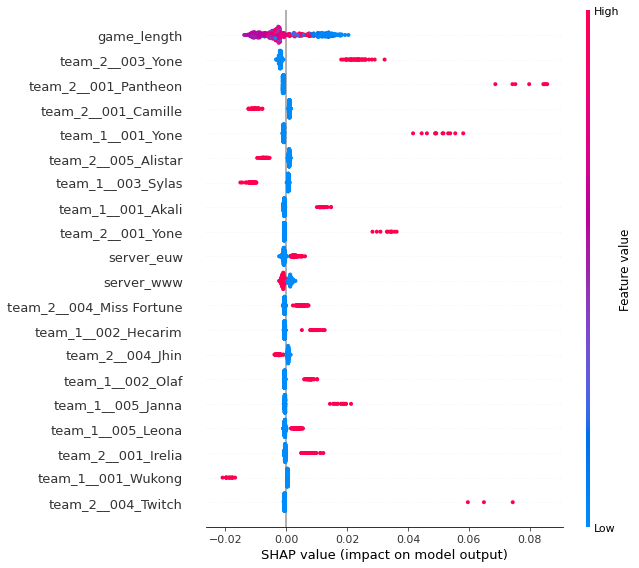 High
game_length
team_2__003_Yone
team_2__001_Pantheon
team_2__001_Camille
team_1__001_Yone
team_2__005_Alistar
team_1__003_Sylas
team_1__001_Akali
team_2__001_Yone
server_euw
server_www
team_2__004_Miss Fortune
team_1__002_Hecarim
team_2__004_Jhin
team_1__002_Olaf
team_1__005_Janna
team_1__005_Leona
team_2__001_Irelia
team_1__001_Wukong
team_2__004_Twitch
Feature value
Low
−0.02 0.00 0.02 0.04 0.06 0.08
SHAP value (impact on model output)